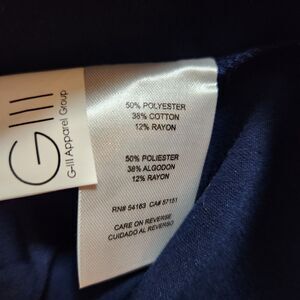 G-III
G-III Apparel Group
50% POLYESTER
38% COTTON
12% RAYON
50% POLIESTER
38% ALGODON
12% RAYON
RN# 54163 CA# 57151
CARE ON REVERSE
CUIDADO AL REVERSO